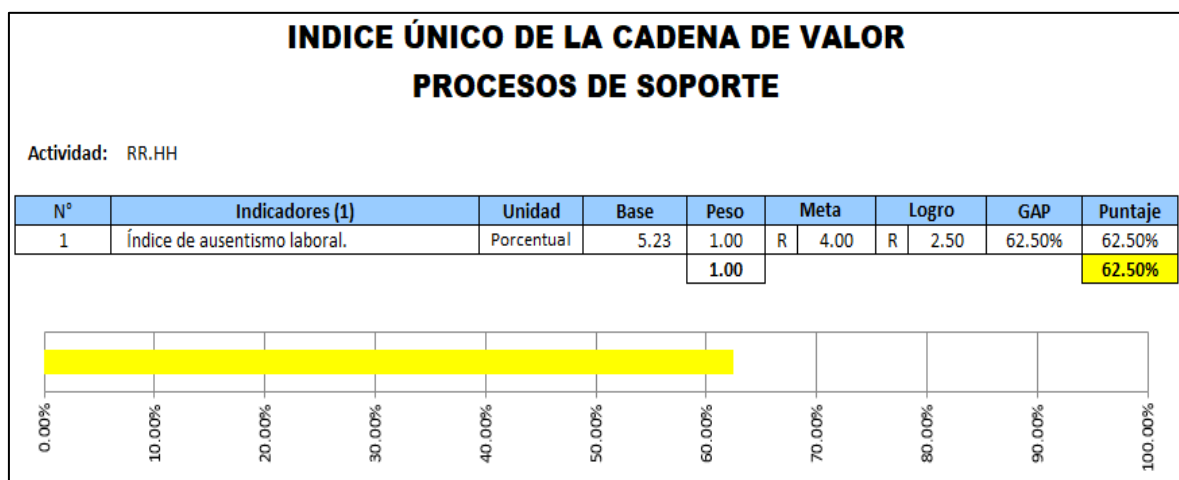 INDICE ÚNICO DE LA CADENA DE VALOR
PROCESOS DE SOPORTE
Actividad: RR.HH
N° Indicadores (1) Unidad Base Peso Meta Logro GAP Puntaje
1 Índice de ausentismo laboral. Porcentual 5.23 1.00 R 4.00 R 2.50 62.50% 62.50%
1.00 62.50%
0.00% 10.00% 20.00% 30.00% 40.00% 50.00% 60.00% 70.00% 80.00% 90.00% 100.00%